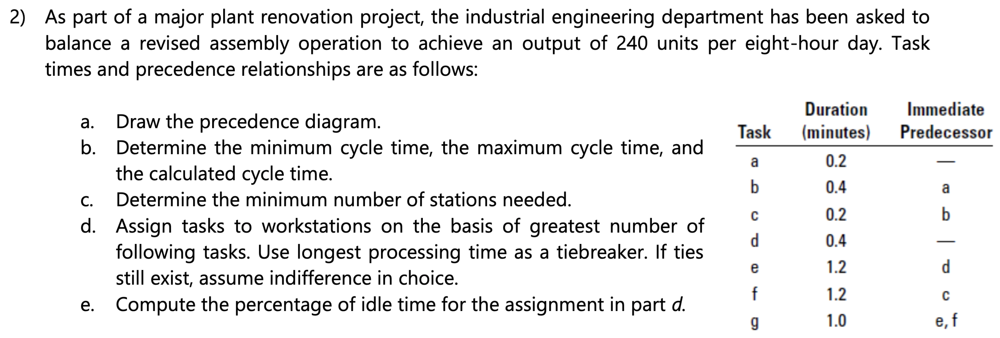 2) As part of a major plant renovation project, the industrial engineering department has been asked to
balance a revised assembly operation to achieve an output of 240 units per eight-hour day. Task
times and precedence relationships are as follows:
a. Draw the precedence diagram.
b. Determine the minimum cycle time, the maximum cycle time, and
the calculated cycle time.
c. Determine the minimum number of stations needed.
d. Assign tasks to workstations on the basis of greatest number of
following tasks. Use longest processing time as a tiebreaker. If ties
still exist, assume indifference in choice.
e. Compute the percentage of idle time for the assignment in part d.
Duration Immediate
Task (minutes) Predecessor
a 0.2 —
b 0.4 a
c 0.2 b
d 0.4 —
e 1.2 d
f 1.2 c
g 1.0 e, f